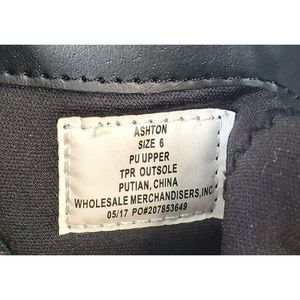 ASHTON
SIZE 6
PU UPPER
TPR OUTSOLE
PUTIAN, CHINA
WHOLESALE MERCHANDISERS, INC.
05/17 PO#207853649